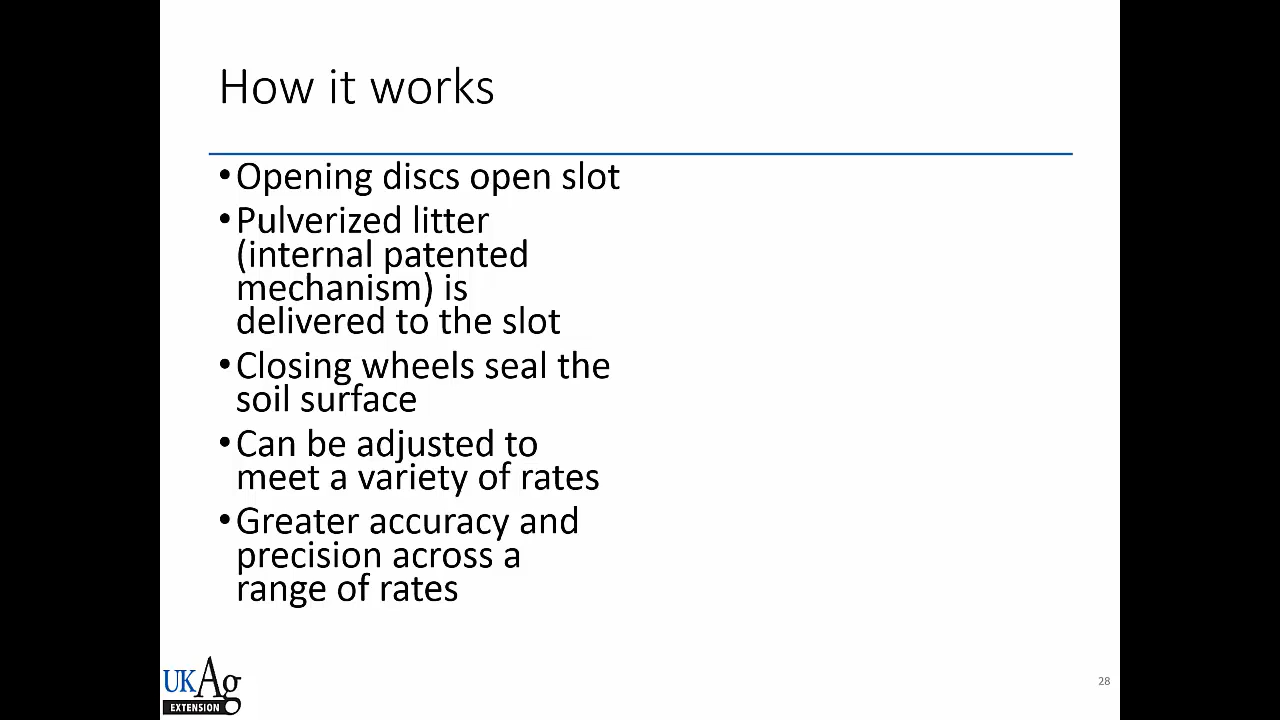 How it works
•Opening discs open slot
•Pulverized litter
(internal patented
mechanism) is
delivered to the slot
•Closing wheels seal the
soil surface
•Can be adjusted to
meet a variety of rates
•Greater accuracy and
precision across a
range of rates
UKAg
EXTENSION
28